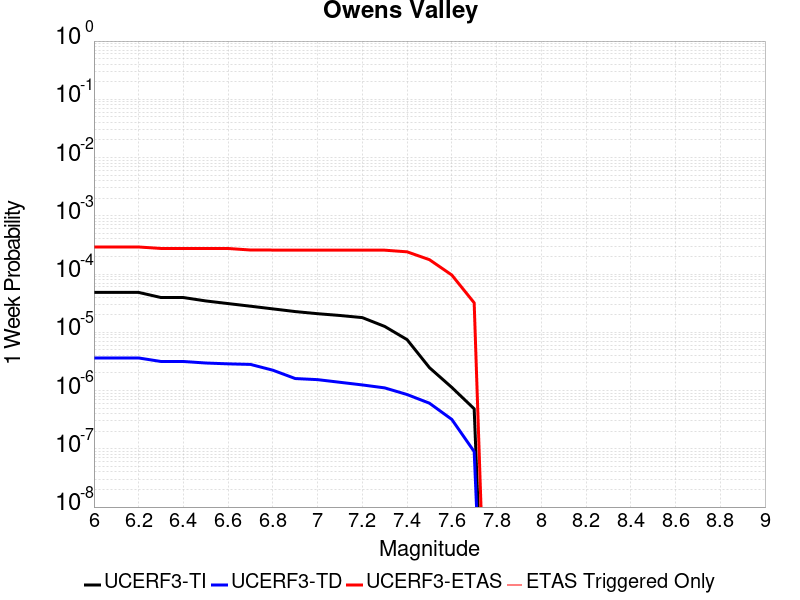 Owens Valley
10^0
10^-1
10^-2
10^-3
10^-4
10^-5
10^-6
10^-7
10^-8
1 Week Probability
6 6.2 6.4 6.6 6.8 7 7.2 7.4 7.6 7.8 8 8.2 8.4 8.6 8.8 9
Magnitude
UCERF3-TI UCERF3-TD UCERF3-ETAS ETAS Triggered Only